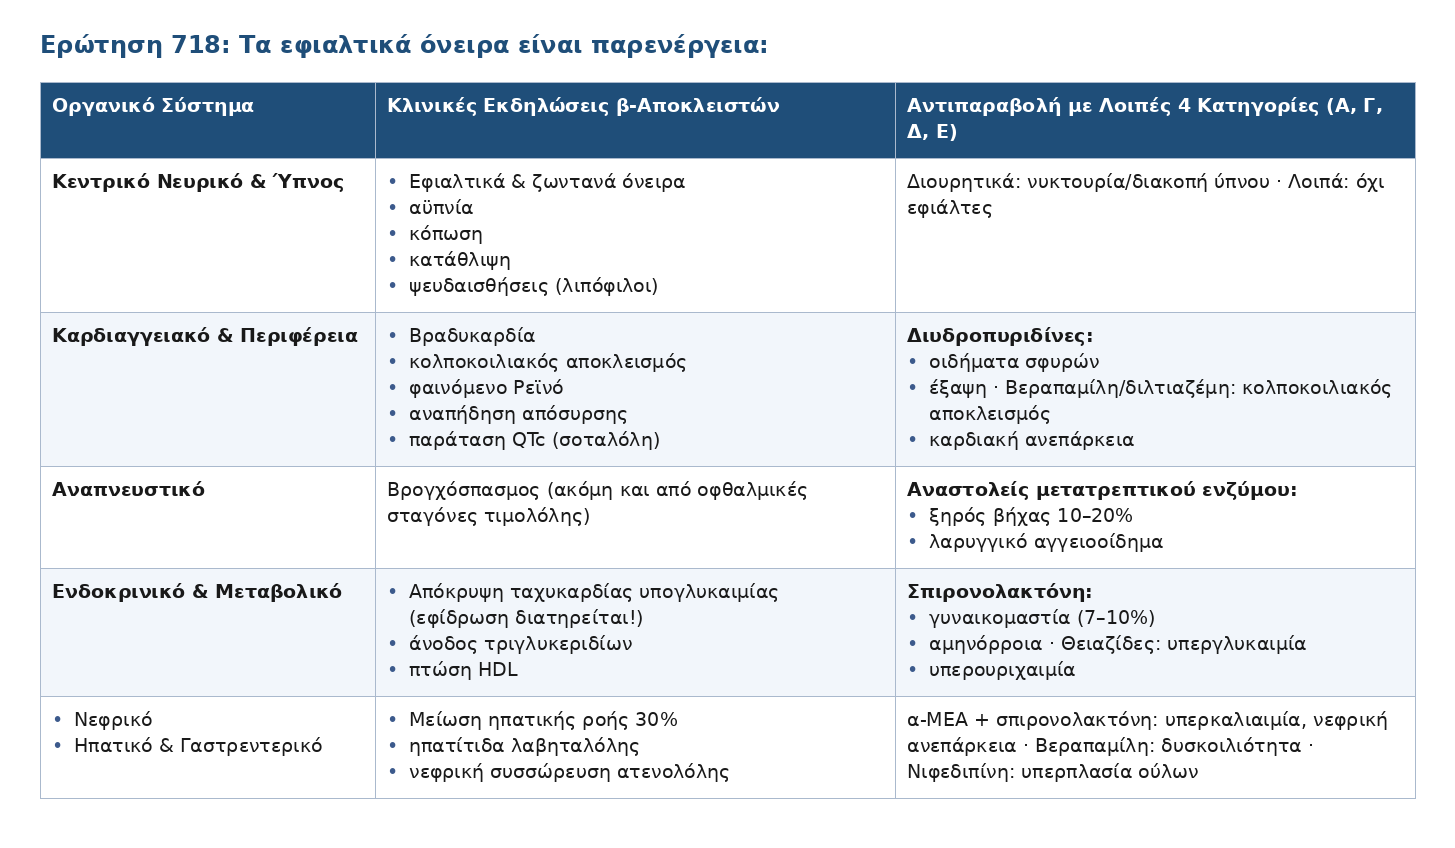 Ερώτηση 718: Τα εφιαλτικά όνειρα είναι παρενέργεια:
Οργανικό Σύστημα
Κλινικές Εκδηλώσεις β-Αποκλειστών
Αντιπαραβολή με Λοιπές 4 Κατηγορίες (Α, Γ,
Δ, Ε)
Κεντρικό Νευρικό & Ύπνος
• Εφιαλτικά & ζωντανά όνειρα
• αϋπνία
• κόπωση
• κατάθλιψη
• ψευδαισθήσεις (λιπόφιλοι)
Διουρητικά: νυκτουρία/διακοπή ύπνου · Λοιπά: όχι
εφιάλτες
Καρδιαγγειακό & Περιφέρεια
• Βραδυκαρδία
• κολποκοιλιακός αποκλεισμός
• φαινόμενο Ρεϊνό
• αναπήδηση απόσυρσης
• παράταση QTc (σοταλόλη)
Διυδροπυριδίνες:
• οιδήματα σφυρών
• έξαψη · Βεραπαμίλη/διλτιαζέμη: κολποκοιλιακός
αποκλεισμός
• καρδιακή ανεπάρκεια
Αναπνευστικό
Βρογχόσπασμος (ακόμη και από οφθαλμικές
σταγόνες τιμολόλης)
Αναστολείς μετατρεπτικού ενζύμου:
• ξηρός βήχας 10–20%
• λαρυγγικό αγγειοοίδημα
Ενδοκρινικό & Μεταβολικό
• Απόκρυψη ταχυκαρδίας υπογλυκαιμίας
(εφίδρωση διατηρείται!)
• άνοδος τριγλυκεριδίων
• πτώση HDL
Σπιρονολακτόνη:
• γυναικομαστία (7–10%)
• αμηνόρροια · Θειαζίδες: υπεργλυκαιμία
• υπερουριχαιμία
• Νεφρικό
• Ηπατικό & Γαστρεντερικό
• Μείωση ηπατικής ροής 30%
• ηπατίτιδα λαβηταλόλης
• νεφρική συσσώρευση ατενολόλης
α-ΜΕΑ + σπιρονολακτόνη: υπερκαλιαιμία, νεφρική
ανεπάρκεια · Βεραπαμίλη: δυσκοιλιότητα ·
Νιφεδιπίνη: υπερπλασία ούλων